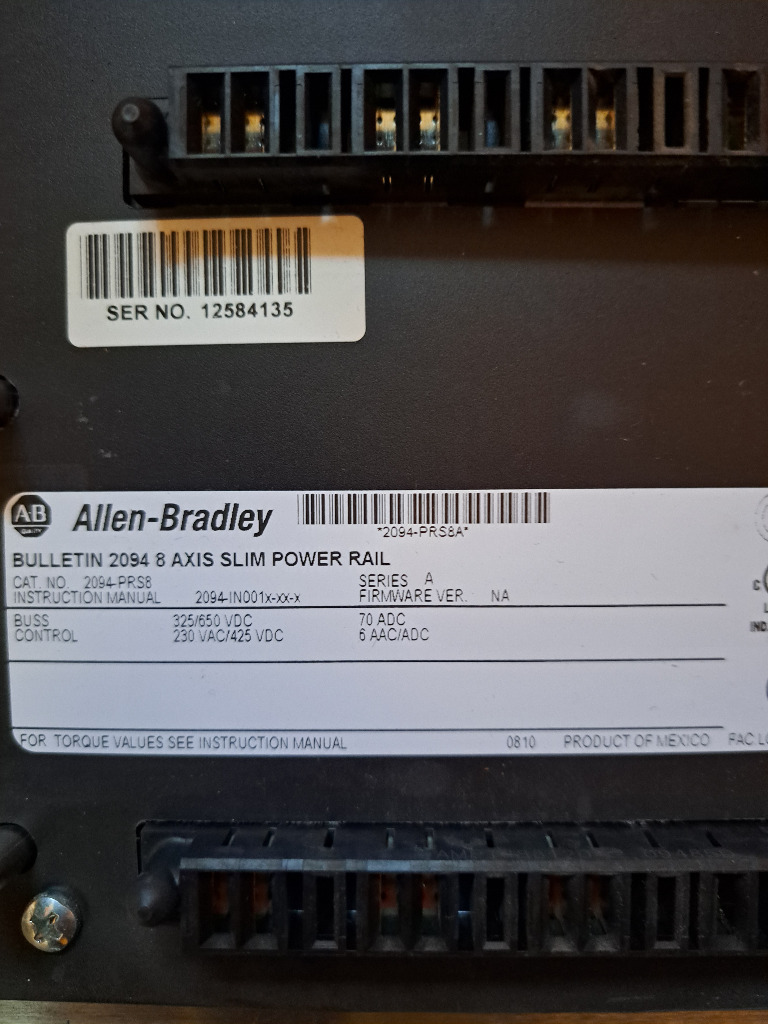 SER NO. 12584135
A-B
QUALITY
Allen-Bradley
*2094-PRS8A*
BULLETIN 2094 8 AXIS SLIM POWER RAIL
CAT. NO. 2094-PRS8 SERIES A
INSTRUCTION MANUAL 2094-IN001x-xx-x FIRMWARE VER. NA
BUSS 325/650 VDC 70 ADC
CONTROL 230 VAC/425 VDC 6 AAC/ADC
FOR TORQUE VALUES SEE INSTRUCTION MANUAL 0810 PRODUCT OF MEXICO FAC